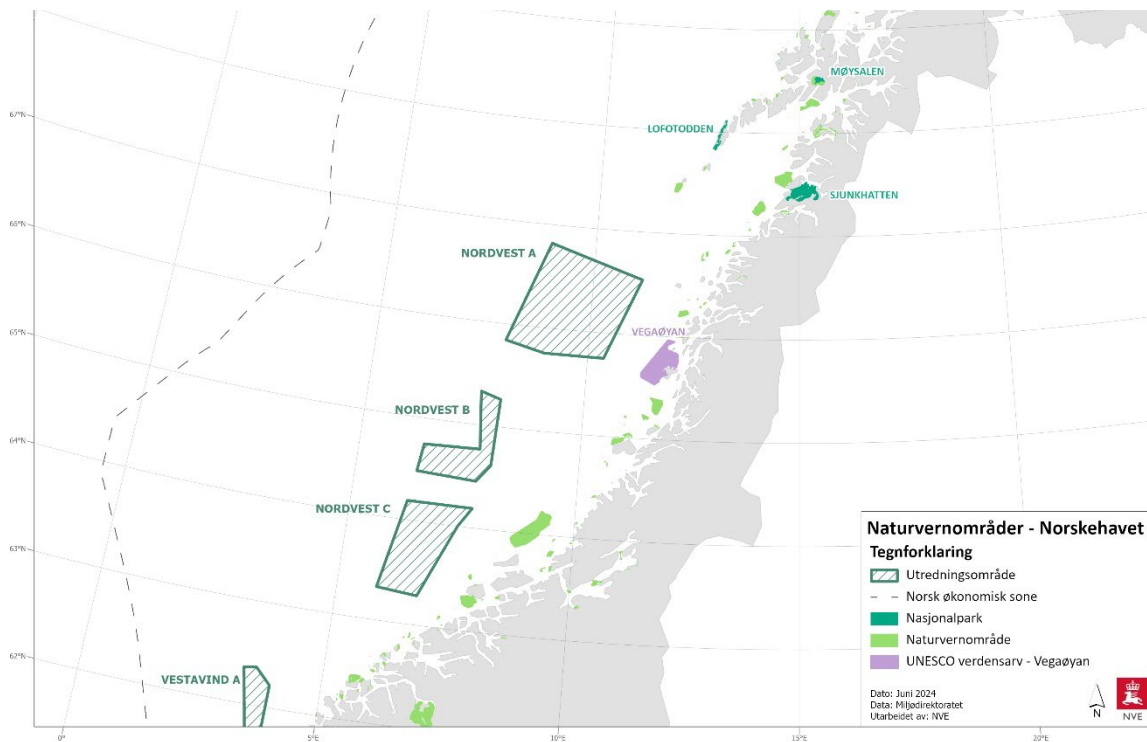 MØYSALEN
67°N
LOFOTODDEN
SJUNKHATTEN
66°N
NORDVEST A
65°N
VEGAØYAN
NORDVEST B
64°N
NORDVEST C
63°N
62°N
VESTAVIND A
Naturvernområder - Norskehavet
Tegnforklaring
Utredningsområde
Norsk økonomisk sone
Nasjonalpark
Naturvernområde
UNESCO verdensarv - Vegaøyan
Dato: Juni 2024
Data: Miljødirektoratet
Utarbeidet av: NVE
N
NVE
0°
5°E
10°E
15°E
20°E